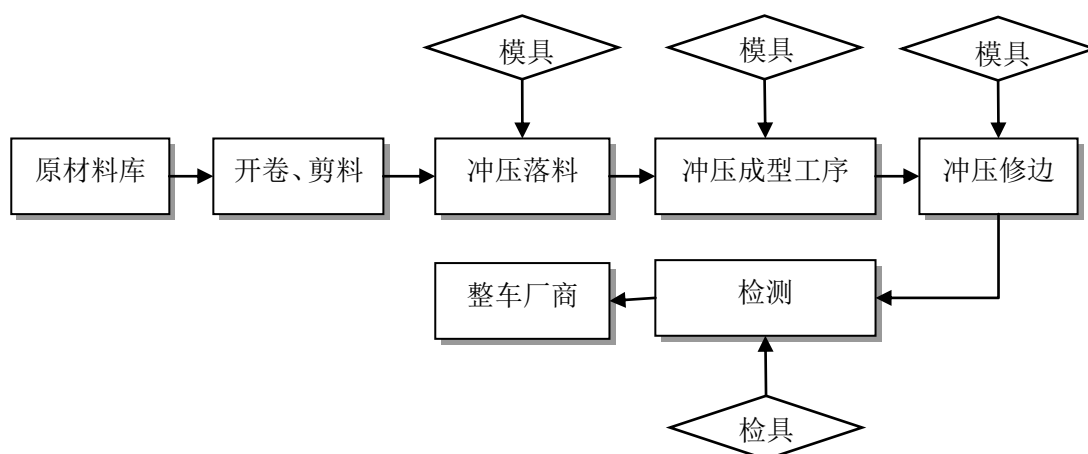 模具
模具
模具
原材料库
开卷、剪料
冲压落料
冲压成型工序
冲压修边
整车厂商
检测
检具